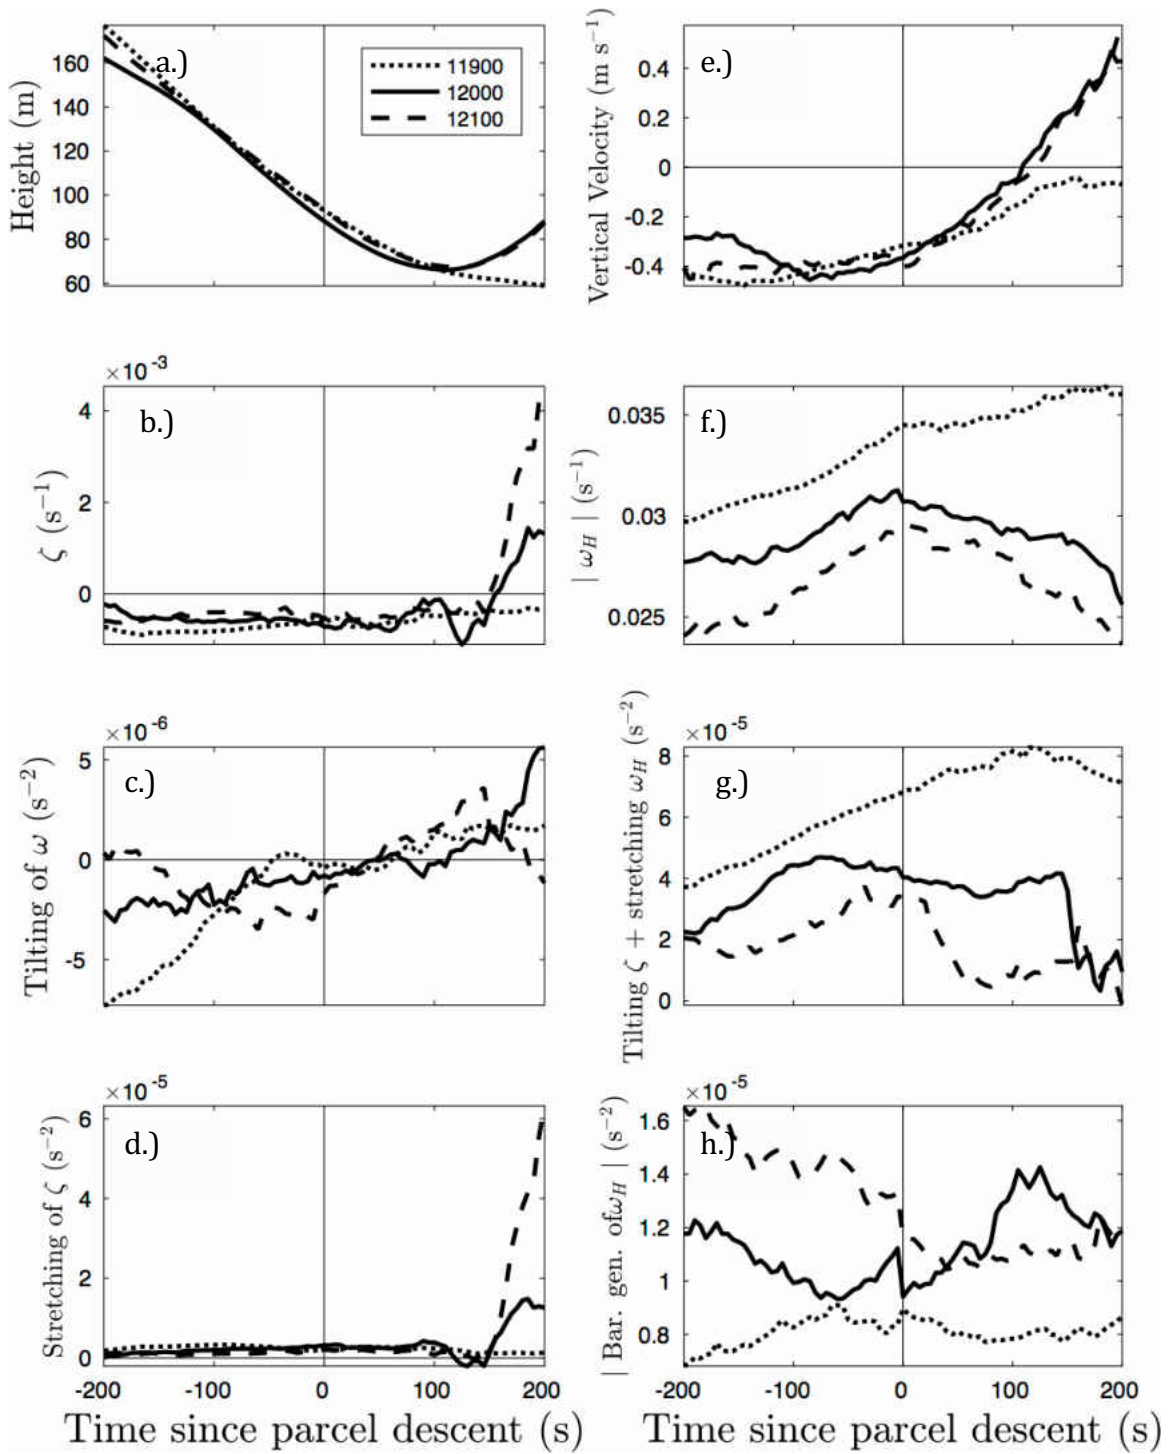 a.)
11900
12000
12100
160
140
120
100
80
60
Height (m)
e.)
0.4
0.2
0
-0.2
-0.4
Vertical Velocity (m s⁻¹)
×10⁻³
b.)
4
2
0
ζ (s⁻¹)
f.)
0.035
0.03
0.025
| ω_H | (s⁻¹)
×10⁻⁶
c.)
5
0
-5
Tilting of ω (s⁻²)
×10⁻⁵
g.)
8
6
4
2
0
Tilting ζ + stretching ω_H (s⁻²)
×10⁻⁵
d.)
6
4
2
0
Stretching of ζ (s⁻²)
-200 -100 0 100 200
Time since parcel descent (s)
×10⁻⁵
h.)
1.6
1.4
1.2
1
0.8
| Bar. gen. ofω_H | (s⁻²)
-200 -100 0 100 200
Time since parcel descent (s)